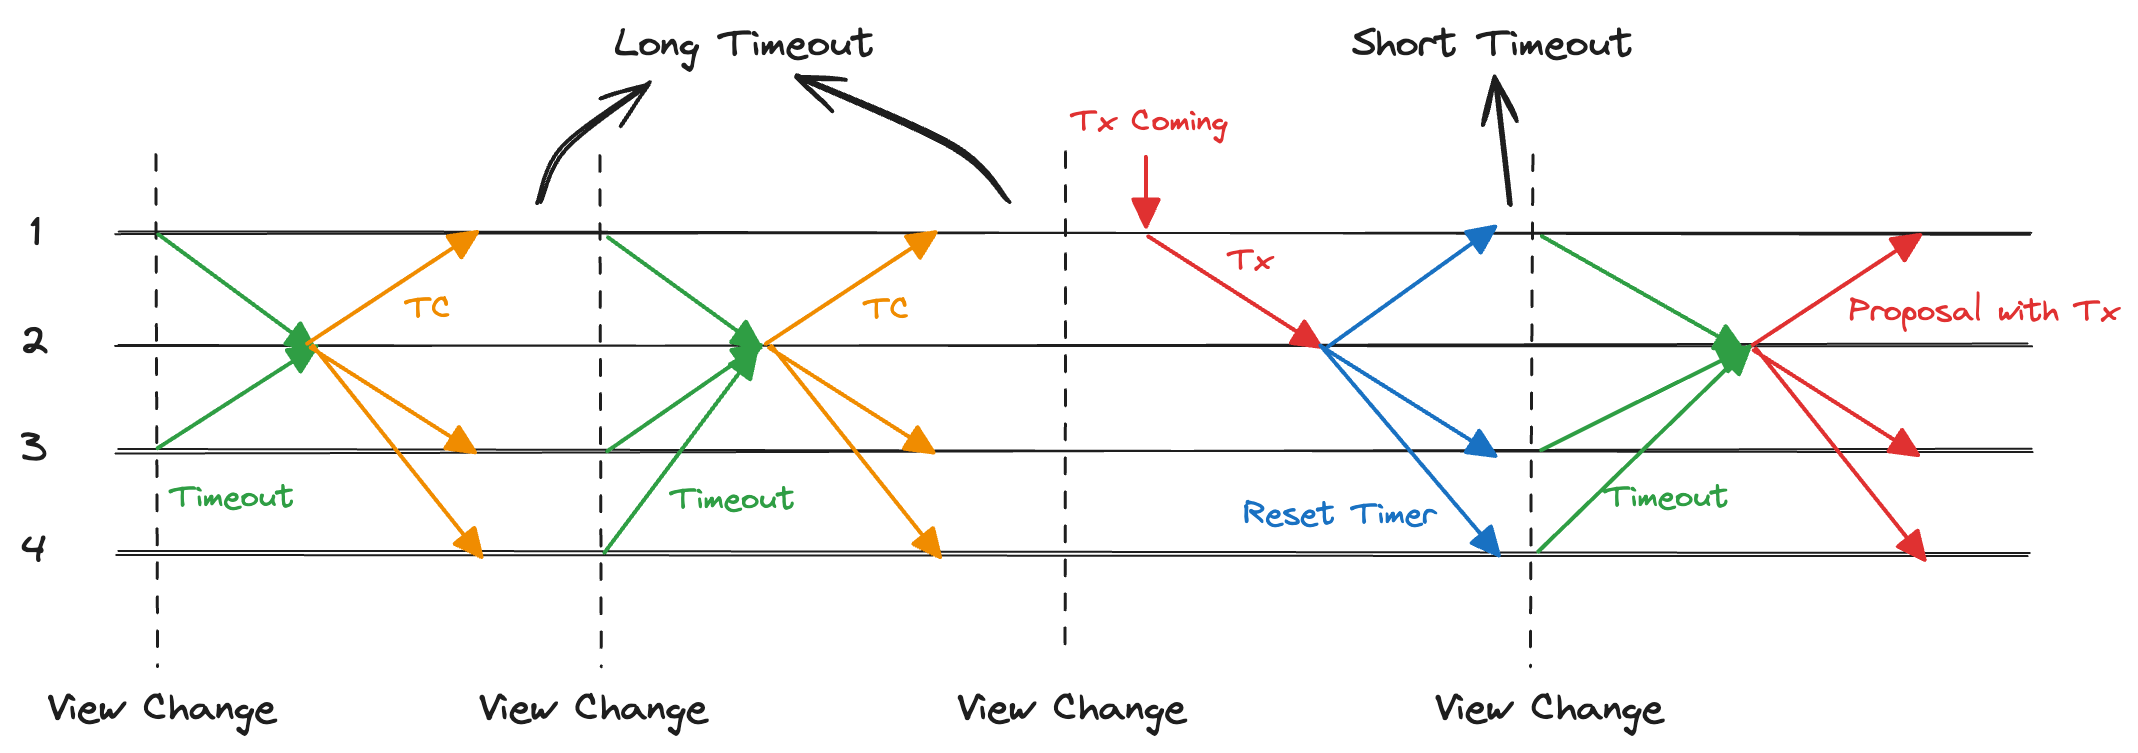 Long Timeout
Short Timeout
Tx Coming
1
Tx
TC
TC
Proposal with Tx
2
3
Timeout
Timeout
Timeout
Reset Timer
4
View Change
View Change
View Change
View Change